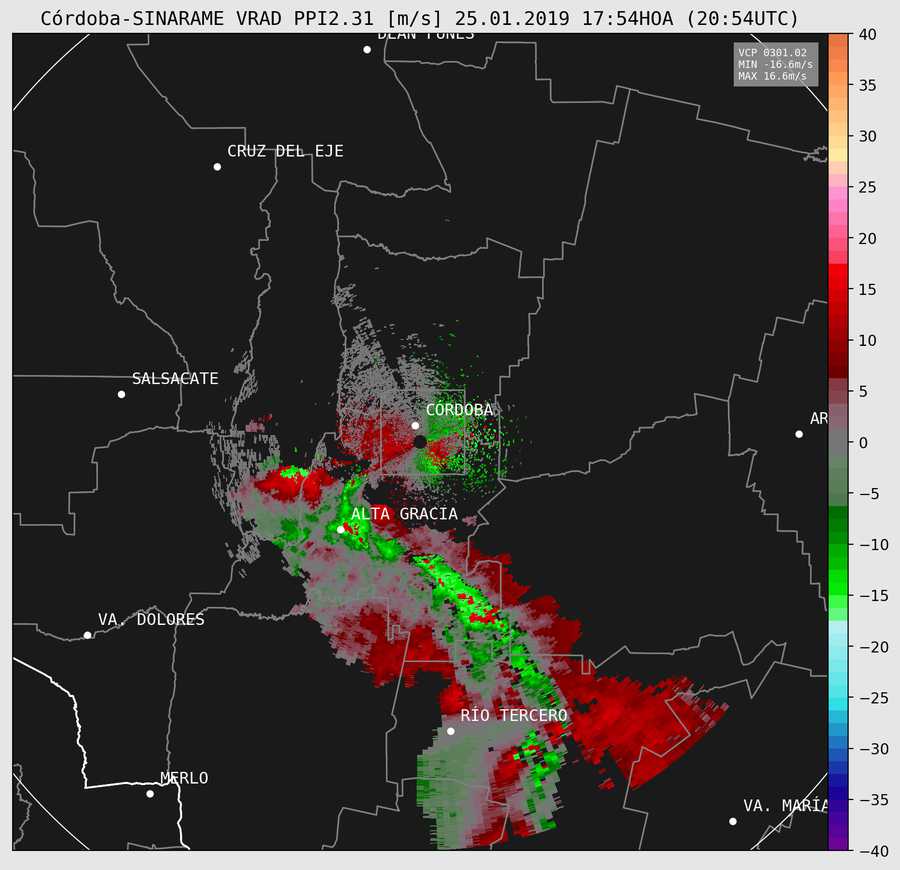 Córdoba-SINARAME VRAD PPI2.31 [m/s] 25.01.2019 17:54HOA (20:54UTC)
DEAN FUNES
VCP 0301.02
MIN -16.6m/s
MAX 16.6m/s
CRUZ DEL EJE
SALSACATE
CORDOBA
AR
ALTA GRACIA
VA. DOLORES
RÍO TERCERO
MERLO
VA. MARÍA
40
35
30
25
20
15
10
5
0
−5
−10
−15
−20
−25
−30
−35
−40